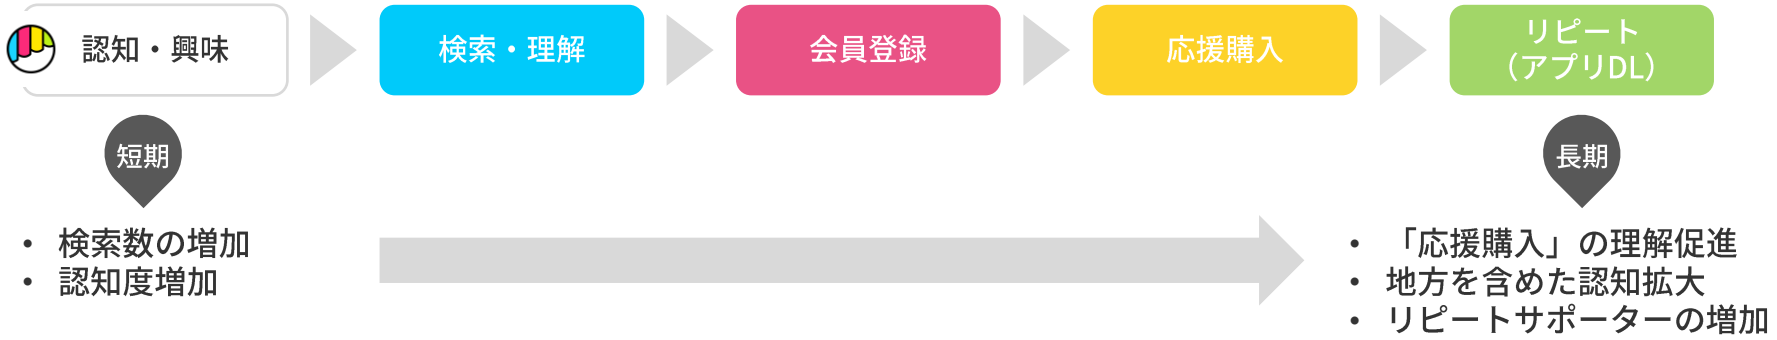 認知・興味
検索・理解
会員登録
応援購入
リピート
（アプリDL）
短期
長期
• 検索数の増加
• 認知度増加
• 「応援購入」の理解促進
• 地方を含めた認知拡大
• リピートサポーターの増加